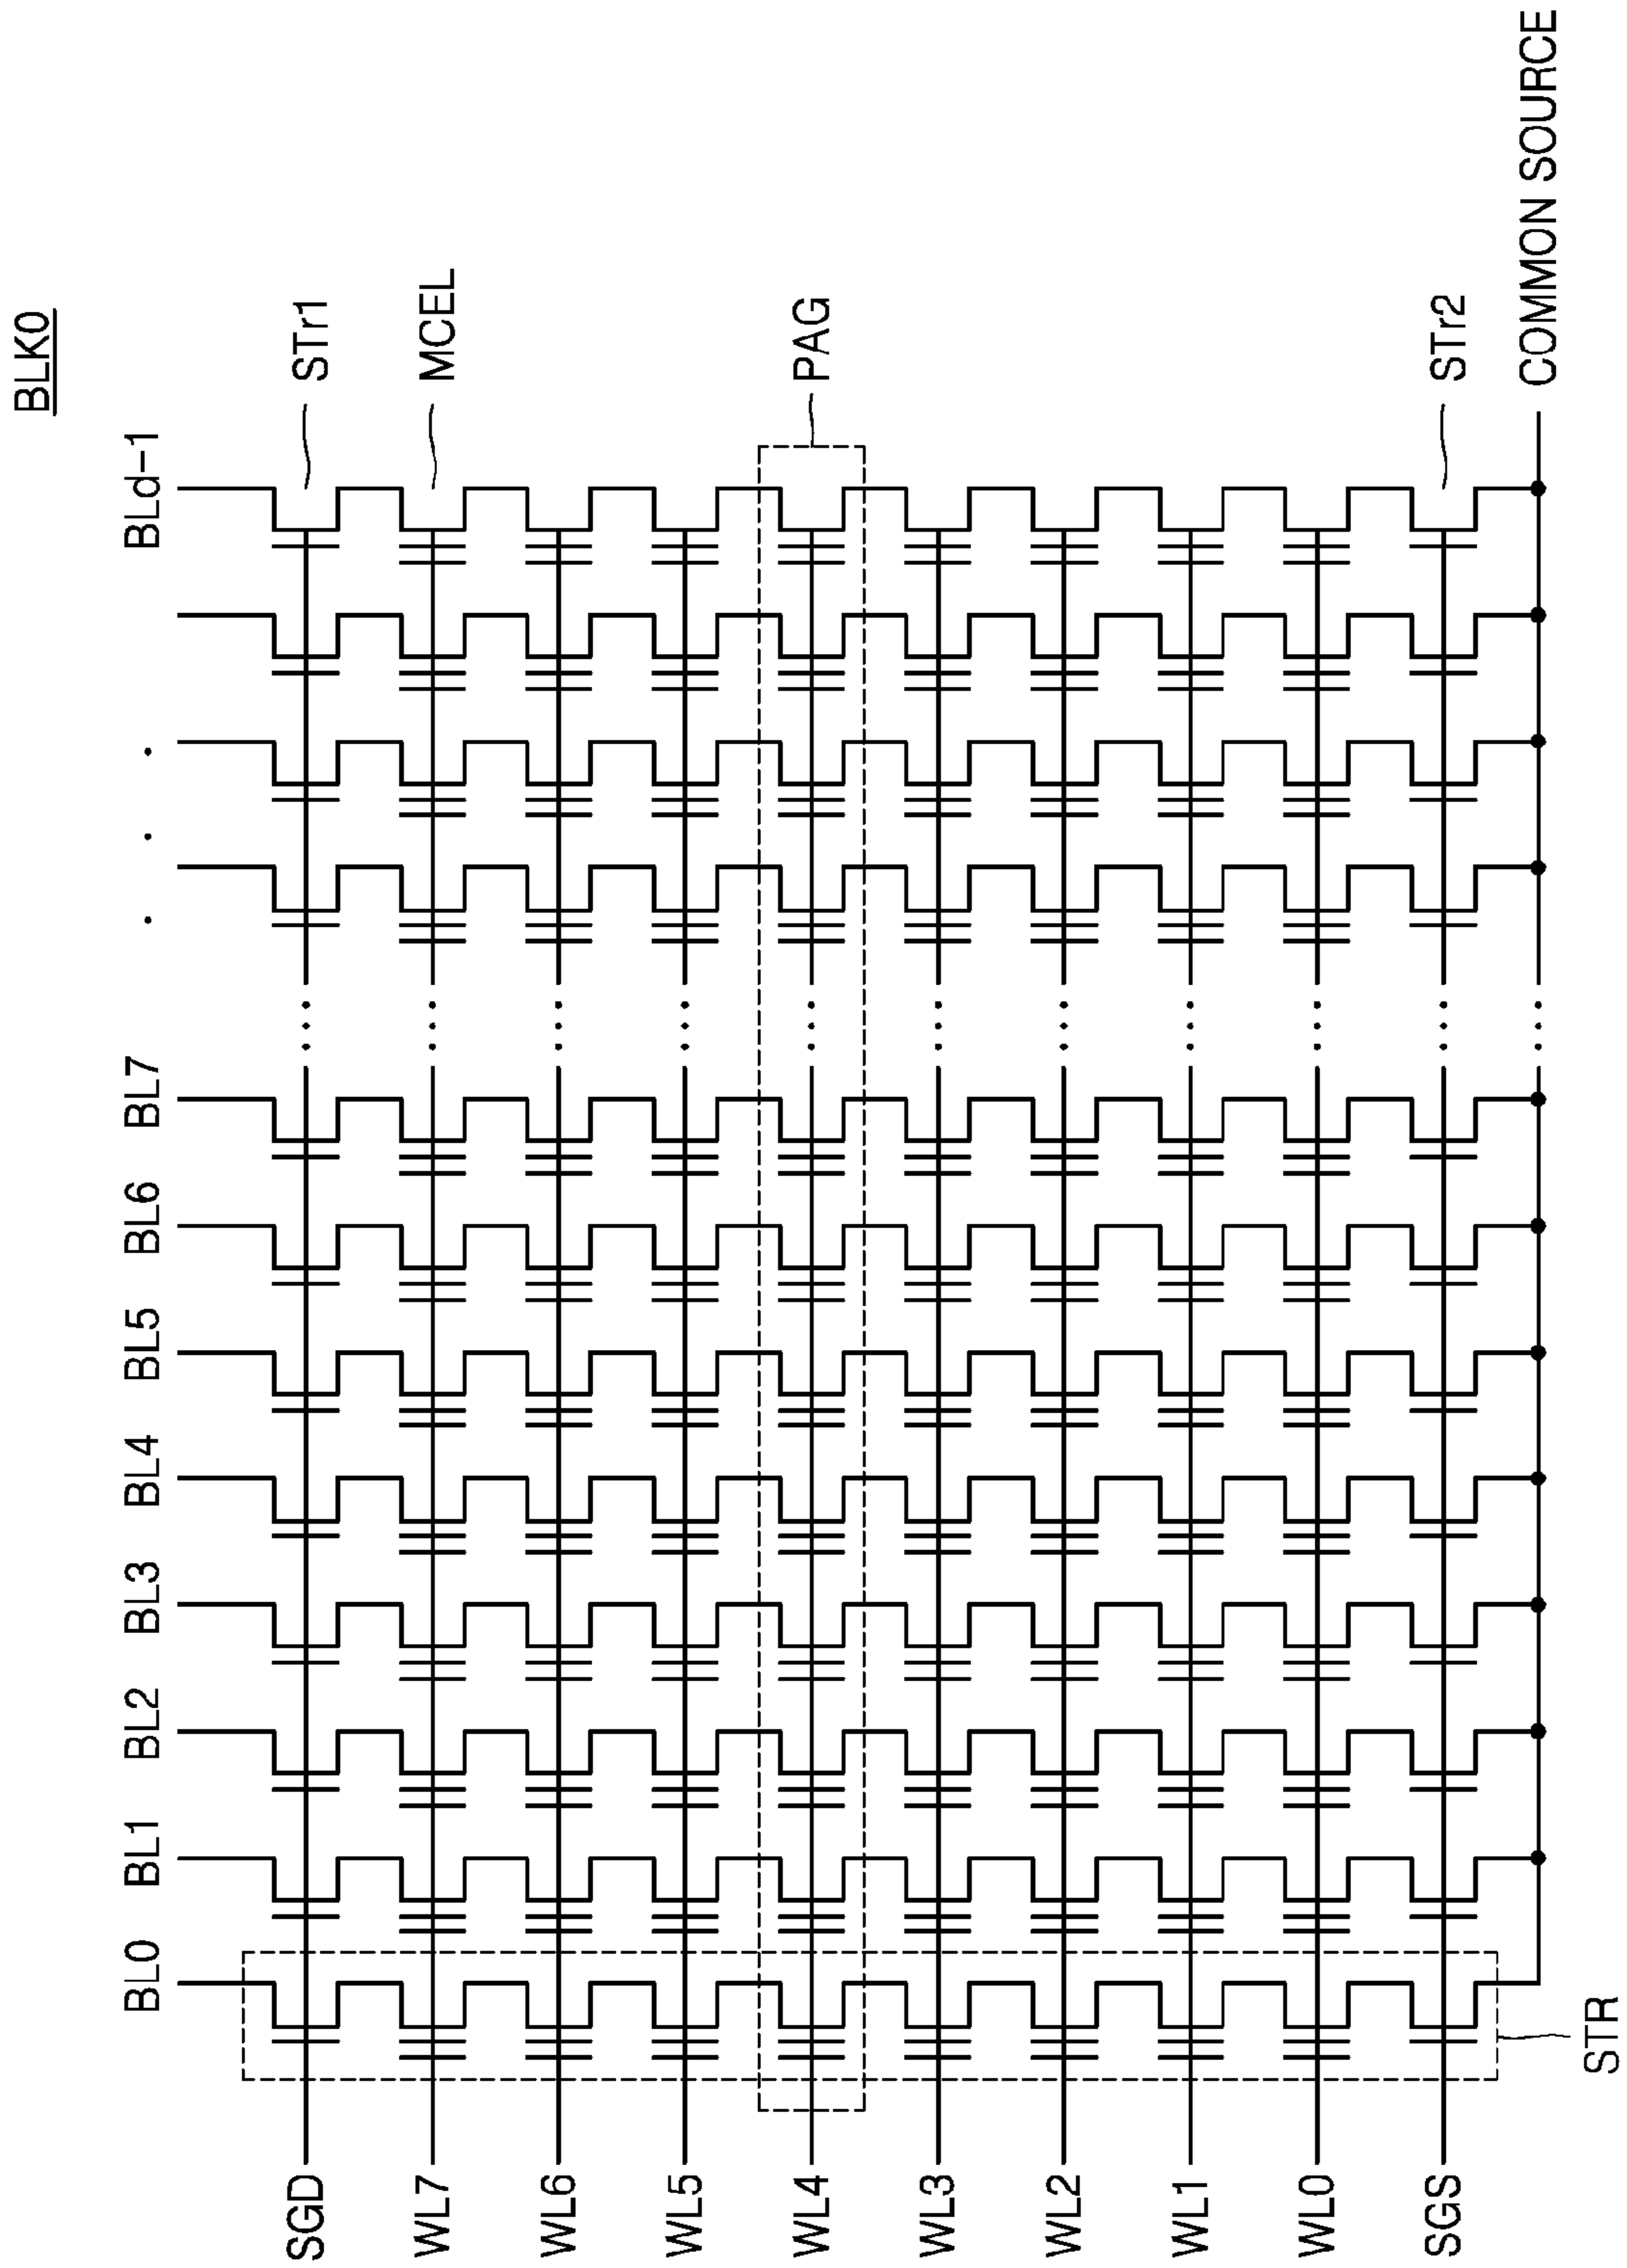 BLK0
BL0 BL1 BL2 BL3 BL4 BL5 BL6 BL7 . . . BLd-1
SGD STr1
WL7 MCEL
WL6
WL5
WL4 PAG
WL3
WL2
WL1
WL0
SGS STr2
COMMON SOURCE
STR